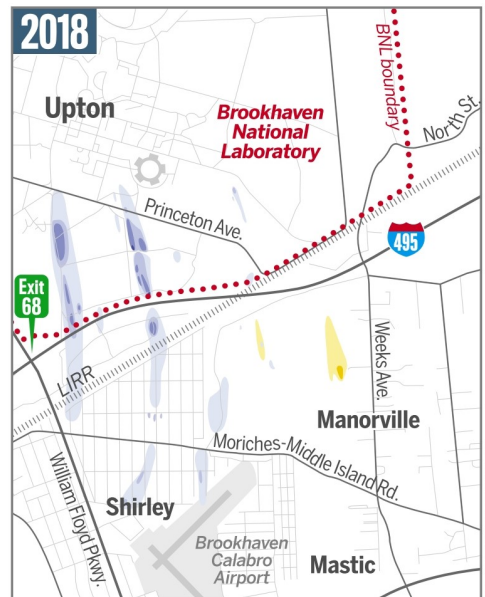 2018
BNL boundary
Upton
Brookhaven
National
Laboratory
North St.
Princeton Ave.
495
Exit
68
LIRR
Weeks Ave.
Manorville
Moriches-Middle Island Rd.
William Floyd Pkwy.
Shirley
Brookhaven
Calabro
Airport
Mastic